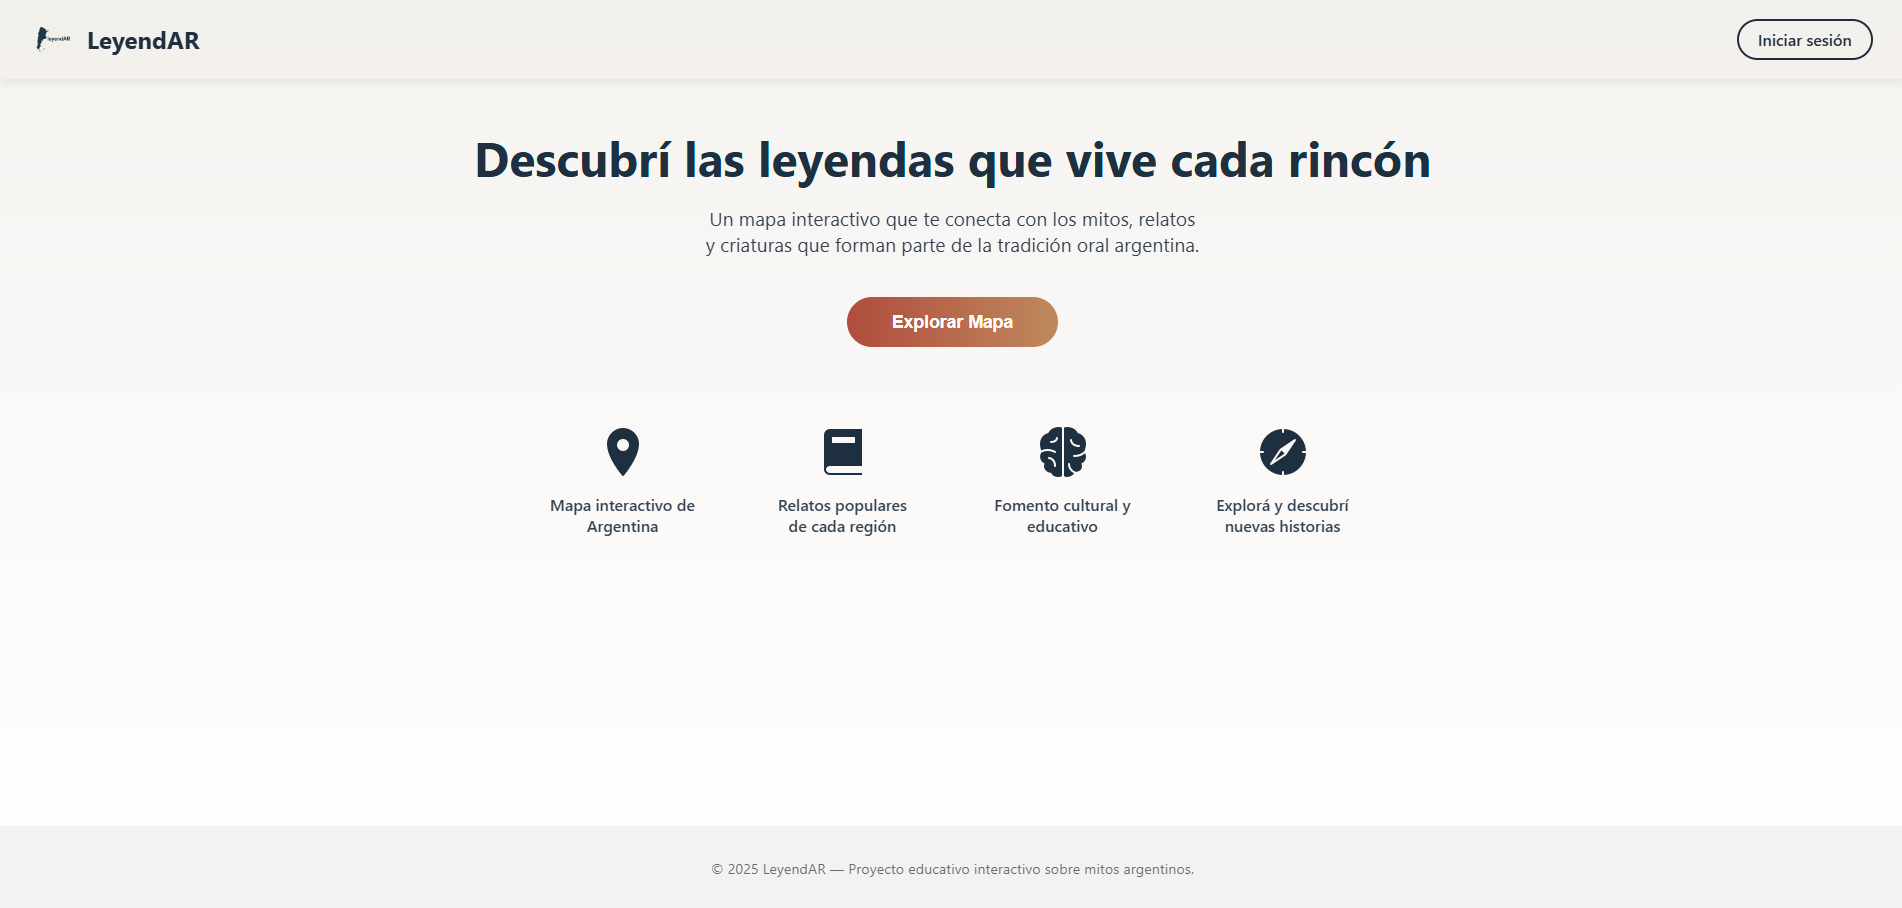 leyendAR
LeyendAR
Iniciar sesión
Descubrí las leyendas que vive cada rincón
Un mapa interactivo que te conecta con los mitos, relatos
y criaturas que forman parte de la tradición oral argentina.
Explorar Mapa
Mapa interactivo de
Argentina
Relatos populares
de cada región
Fomento cultural y
educativo
Explorá y descubrí
nuevas historias
© 2025 LeyendAR — Proyecto educativo interactivo sobre mitos argentinos.